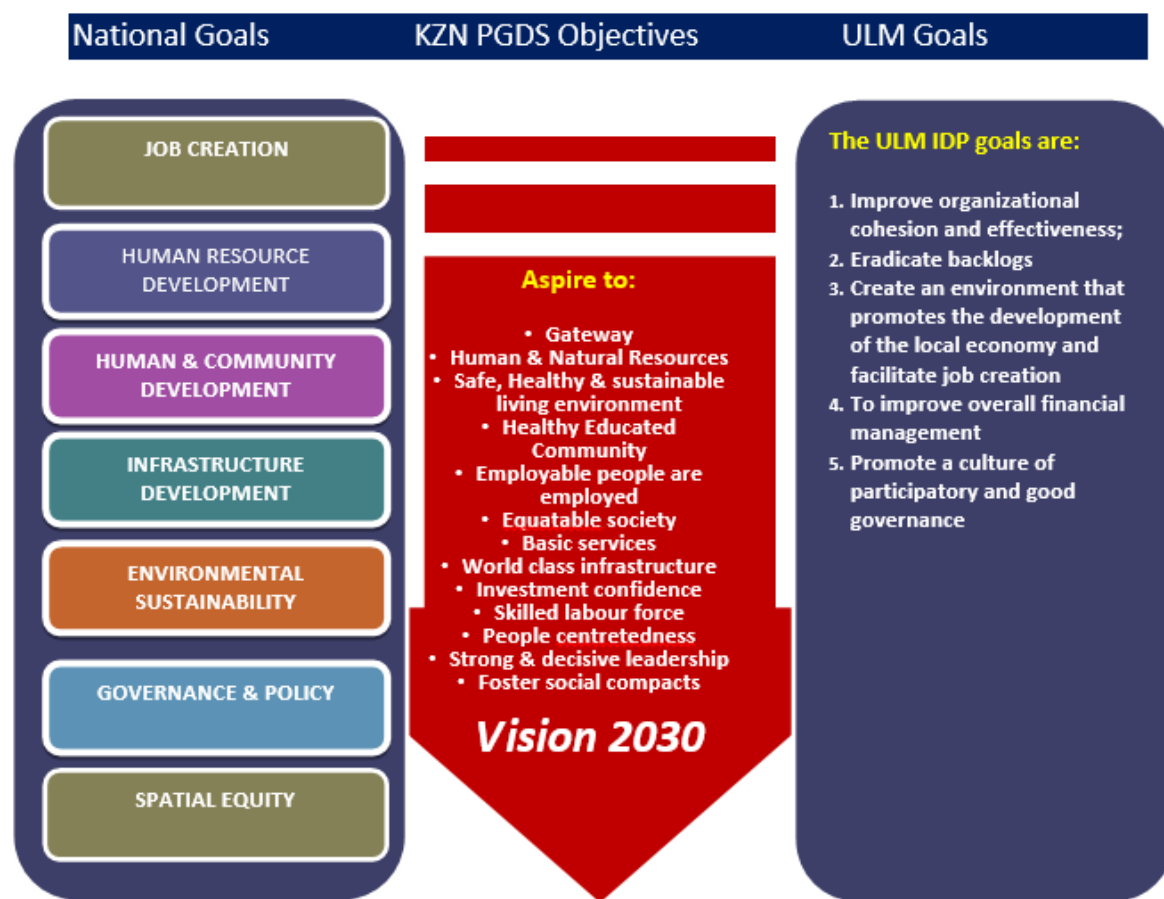 National Goals
KZN PGDS Objectives
ULM Goals
JOB CREATION
HUMAN RESOURCE
DEVELOPMENT
HUMAN & COMMUNITY
DEVELOPMENT
INFRASTRUCTURE
DEVELOPMENT
ENVIRONMENTAL
SUSTAINABILITY
GOVERNANCE & POLICY
SPATIAL EQUITY
Aspire to:
• Gateway
• Human & Natural Resources
• Safe, Healthy & sustainable
living environment
• Healthy Educated
Community
• Employable people are
employed
• Equatable society
• Basic services
• World class infrastructure
• Investment confidence
• Skilled labour force
• People centretedness
• Strong & decisive leadership
• Foster social compacts
Vision 2030
The ULM IDP goals are:
1. Improve organizational
cohesion and effectiveness;
2. Eradicate backlogs
3. Create an environment that
promotes the development
of the local economy and
facilitate job creation
4. To improve overall financial
management
5. Promote a culture of
participatory and good
governance